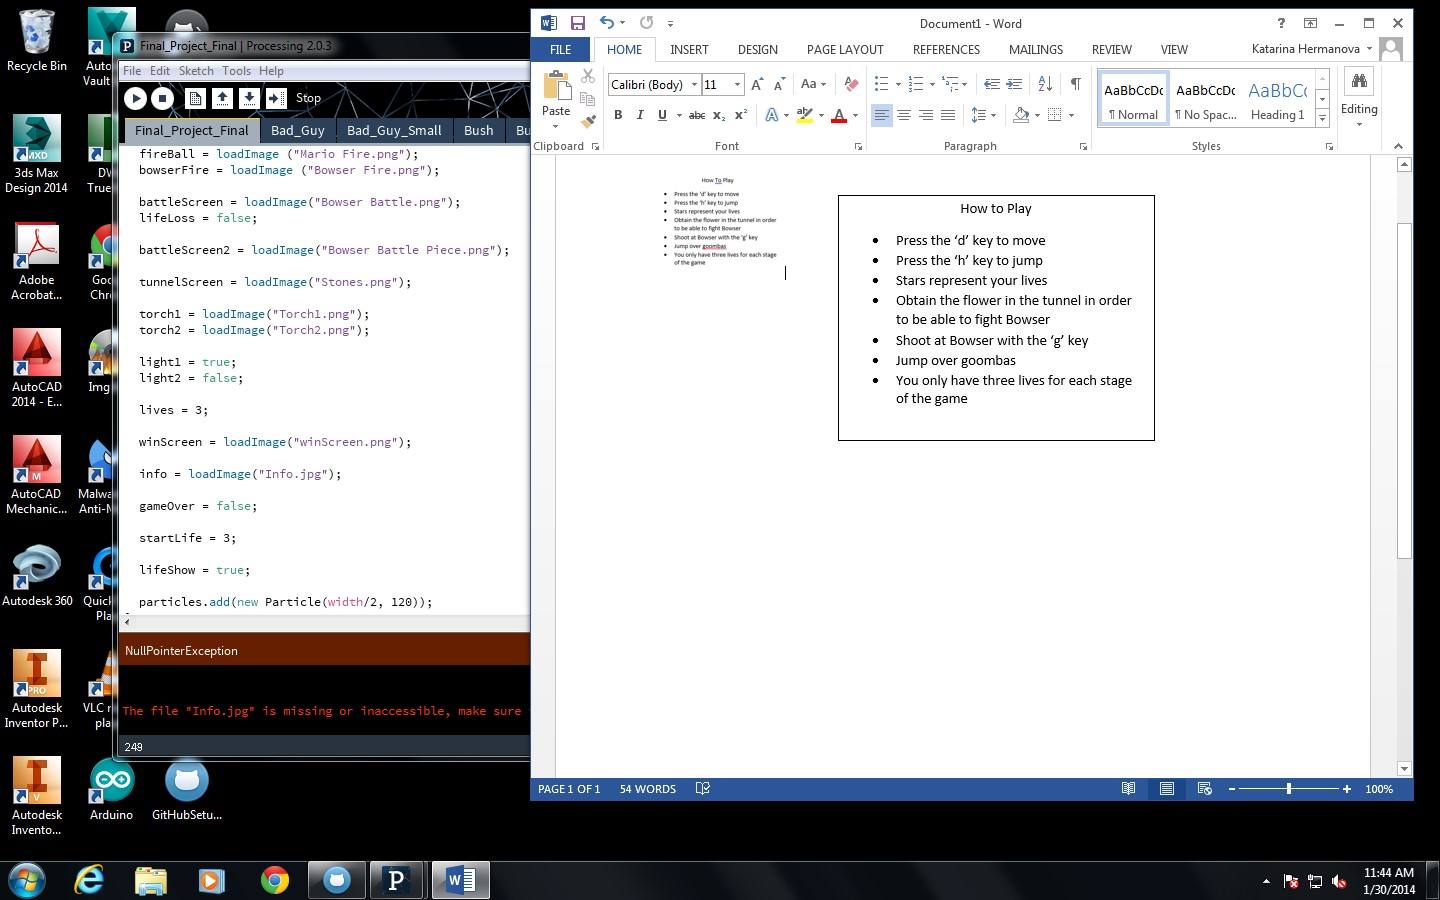 Recycle Bin
Auto...
Vault
3ds Max
Design 2014
MXD
DW
True...
Adobe
Acrobat...
Goo
Chr
AutoCAD
2014 - E...
Img
AutoCAD
Mechanic...
M
Malwa
Anti-M
Autodesk 360
Quick
Pla
Autodesk
Inventor P...
PRO
VLC m
pla
Autodesk
Invento...
V
Arduino
GitHubSetu...
Final_Project_Final | Processing 2.0.3
File Edit Sketch Tools Help
Stop
Final_Project_Final Bad_Guy Bad_Guy_Small Bush Bu
fireBall = loadImage ("Mario Fire.png");
bowserFire = loadImage ("Bowser Fire.png");
battleScreen = loadImage("Bowser Battle.png");
lifeLoss = false;
battleScreen2 = loadImage("Bowser Battle Piece.png");
tunnelScreen = loadImage("Stones.png");
torch1 = loadImage("Torch1.png");
torch2 = loadImage("Torch2.png");
light1 = true;
light2 = false;
lives = 3;
winScreen = loadImage("winScreen.png");
info = loadImage("Info.jpg");
gameOver = false;
startLife = 3;
lifeShow = true;
particles.add(new Particle(width/2, 120));
NullPointerException
The file "Info.jpg" is missing or inaccessible, make sure
249
Document1 - Word
FILE HOME INSERT DESIGN PAGE LAYOUT REFERENCES MAILINGS REVIEW VIEW Katarina Hermanova
Paste
Clipboard
Calibri (Body) 11
Aa
B I U abc x₂ x²
Font
Paragraph
AaBbCcDc AaBbCcDc AaBbCc
¶ Normal ¶ No Spac... Heading 1
Styles
Editing
How To Play
• Press the 'd' key to move
• Press the 'h' key to jump
• Stars represent your lives
• Obtain the flower in the tunnel in order
to be able to fight Bowser
• Shoot at Bowser with the 'g' key
• Jump over goombas
• You only have three lives for each stage
of the game
How to Play
• Press the ‘d’ key to move
• Press the ‘h’ key to jump
• Stars represent your lives
• Obtain the flower in the tunnel in order
to be able to fight Bowser
• Shoot at Bowser with the ‘g’ key
• Jump over goombas
• You only have three lives for each stage
of the game
PAGE 1 OF 1 54 WORDS 100%
11:44 AM
1/30/2014